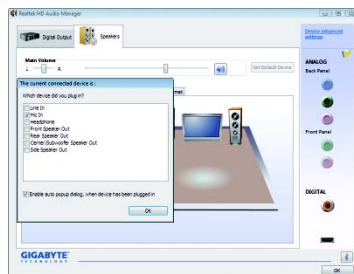 Realtek HD Audio Manager
Digital Output
Speakers
Device advanced settings
Main Volume
L
R
Set Default Device
ANALOG
Back Panel
Front Panel
DIGITAL
The current connected device is :
Which device did you plug in?
Line In
Mic In
Headphone
Front Speaker Out
Rear Speaker Out
Center/Subwoofer Speaker Out
Side Speaker Out
Enable auto popup dialog, when device has been plugged in
OK
GIGABYTE
TECHNOLOGY
OK